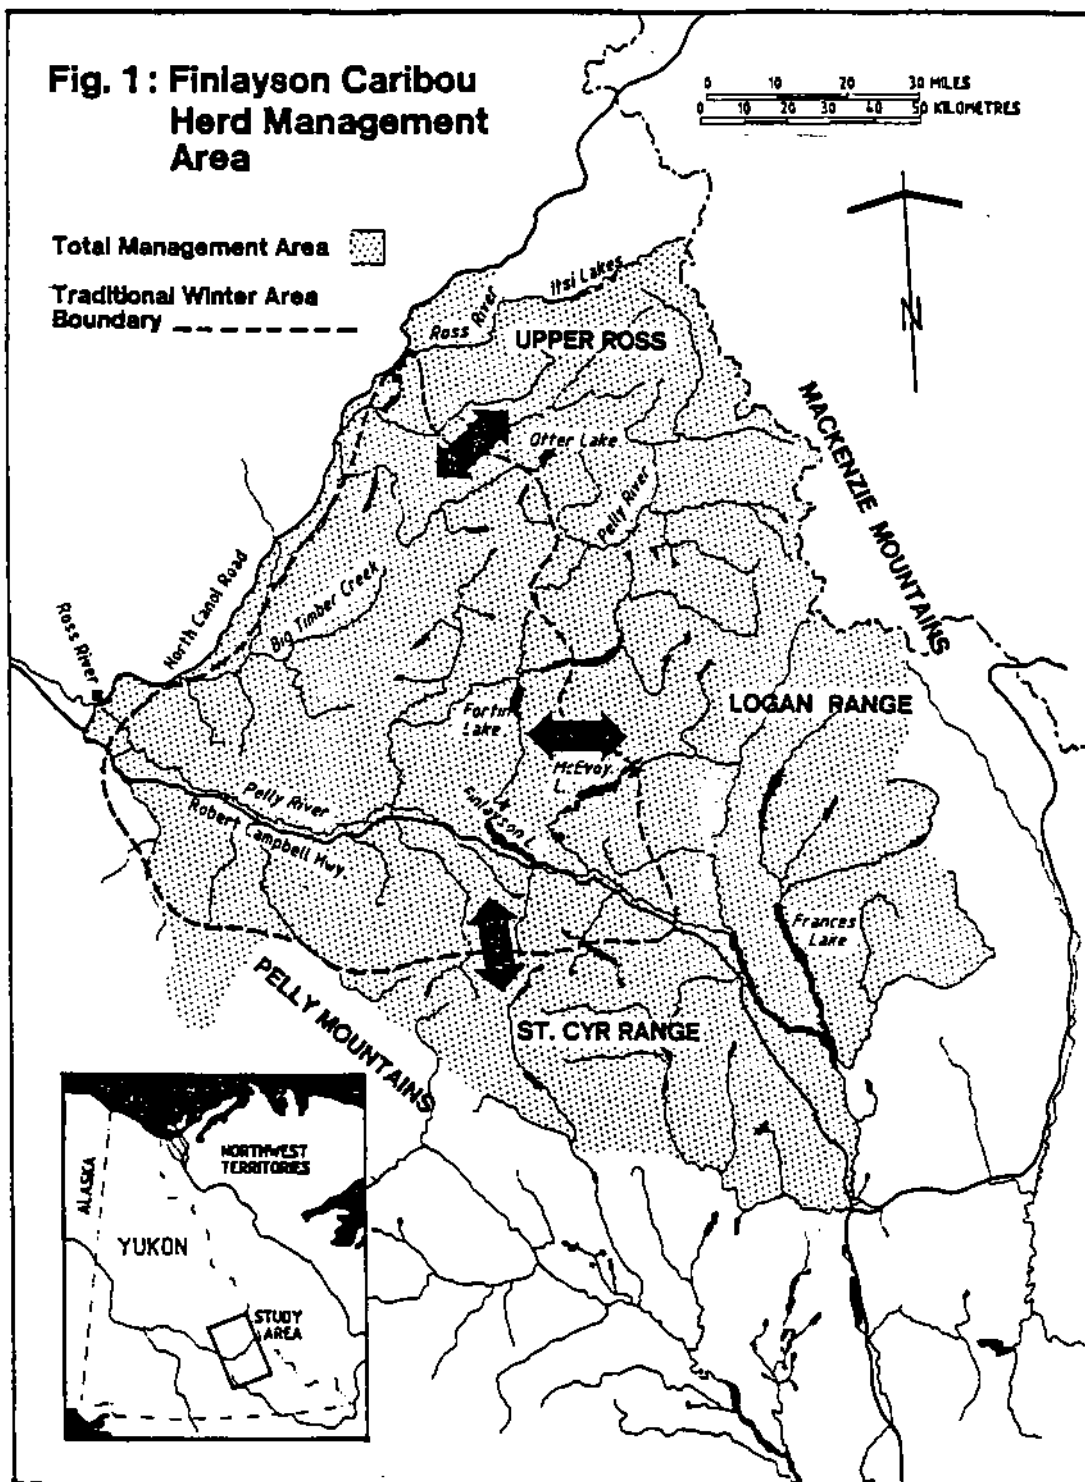 Fig. 1: Finlayson Caribou
Herd Management
Area
0 10 20 30 MILES
0 10 20 30 40 50 KILOMETRES
Total Management Area
Traditional Winter Area
Boundary
N
Itsi Lakes
Ross River
UPPER ROSS
MACKENZIE MOUNTAINS
Otter Lake
Pelly River
North Canol Road
Big Timber Creek
Ross River
LOGAN RANGE
Fortin
Lake
McEvoy
L.
Finlayson L.
Pelly River
Robert Campbell Hwy
Frances
Lake
PELLY MOUNTAINS
ST. CYR RANGE
NORTHWEST
TERRITORIES
ALASKA
YUKON
STUDY
AREA